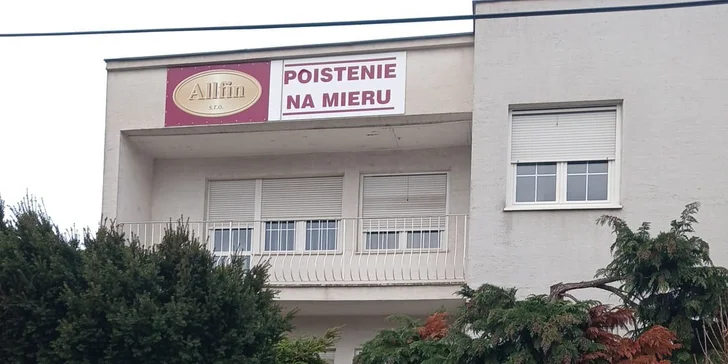 Allfin
s.r.o.
POISTENIE
NA MIERU